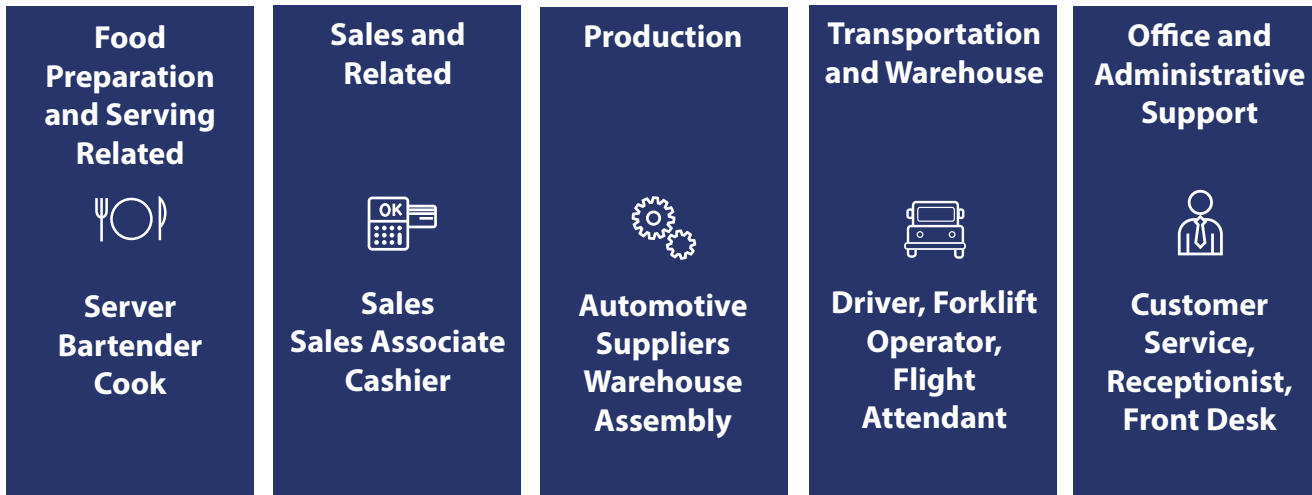 Food
Preparation
and Serving
Related
Server
Bartender
Cook
Sales and
Related
OK
Sales
Sales Associate
Cashier
Production
Automotive
Suppliers
Warehouse
Assembly
Transportation
and Warehouse
Driver, Forklift
Operator,
Flight
Attendant
Office and
Administrative
Support
Customer
Service,
Receptionist,
Front Desk